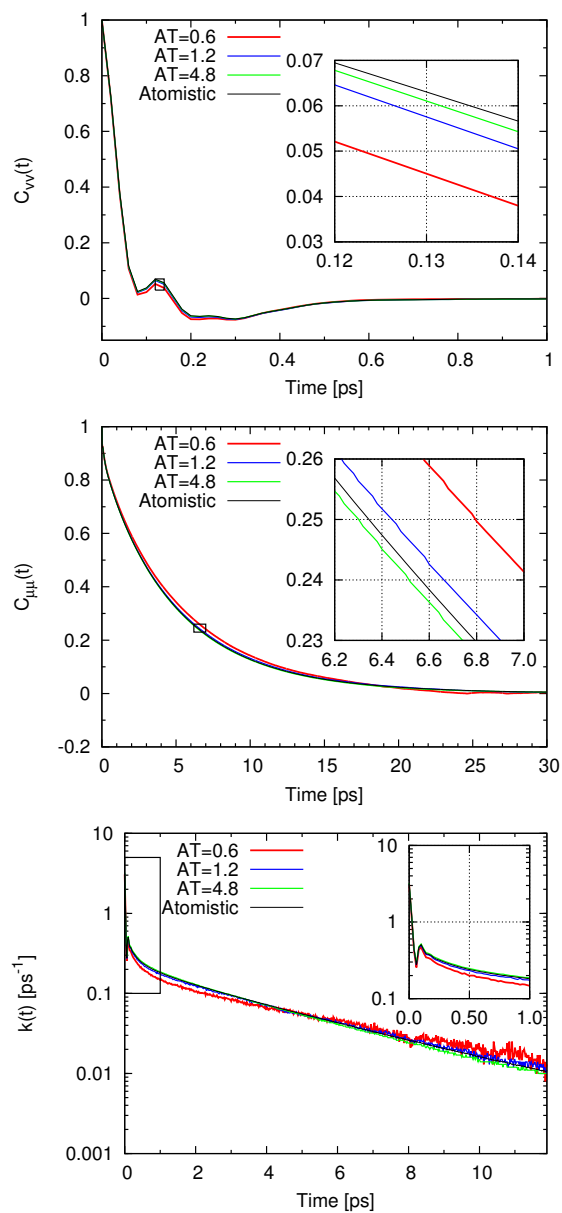 AT=0.6
AT=1.2
AT=4.8
Atomistic
C_vv(t)
1
0.8
0.6
0.4
0.2
0
0 0.2 0.4 0.6 0.8 1
Time [ps]
0.07
0.06
0.05
0.04
0.03
0.12 0.13 0.14
AT=0.6
AT=1.2
AT=4.8
Atomistic
C_μμ(t)
1
0.8
0.6
0.4
0.2
0
-0.2
0 5 10 15 20 25 30
Time [ps]
0.26
0.25
0.24
0.23
6.2 6.4 6.6 6.8 7.0
AT=0.6
AT=1.2
AT=4.8
Atomistic
k(t) [ps⁻¹]
10
1
0.1
0.01
0.001
0 2 4 6 8 10
Time [ps]
10
1
0.1
0.0 0.50 1.0